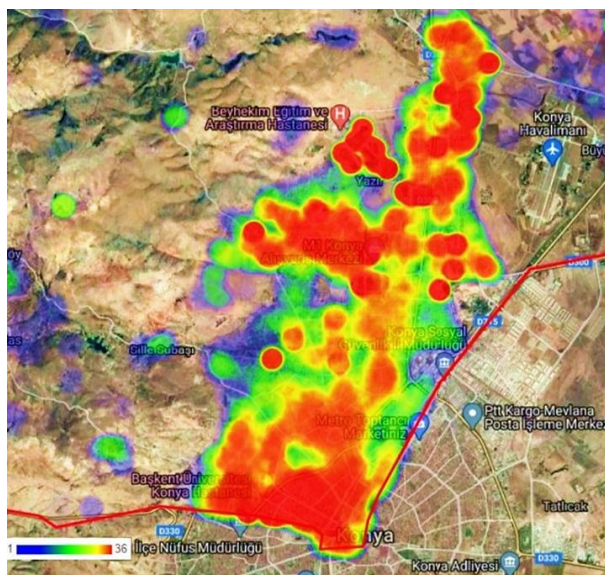 Beyhekim Eğitim ve
Araştırma Hastanesi
H
Konya
Havalimanı
Yazır
M1 Konya
Alışveriş Merkezi
D300
D715
Konya Sosyal
Güvenlik İl Müdürlüğü
Sille Subaşı
Metro Toptancı
Marketimiz
Ptt Kargo-Mevlana
Posta İşleme Merkez
Başkent Üniversitesi
Konya Hastanesi
Tatlıcak
D330
İlçe Nüfus Müdürlüğü
Konya
Konya Adliyesi
D330
1
36